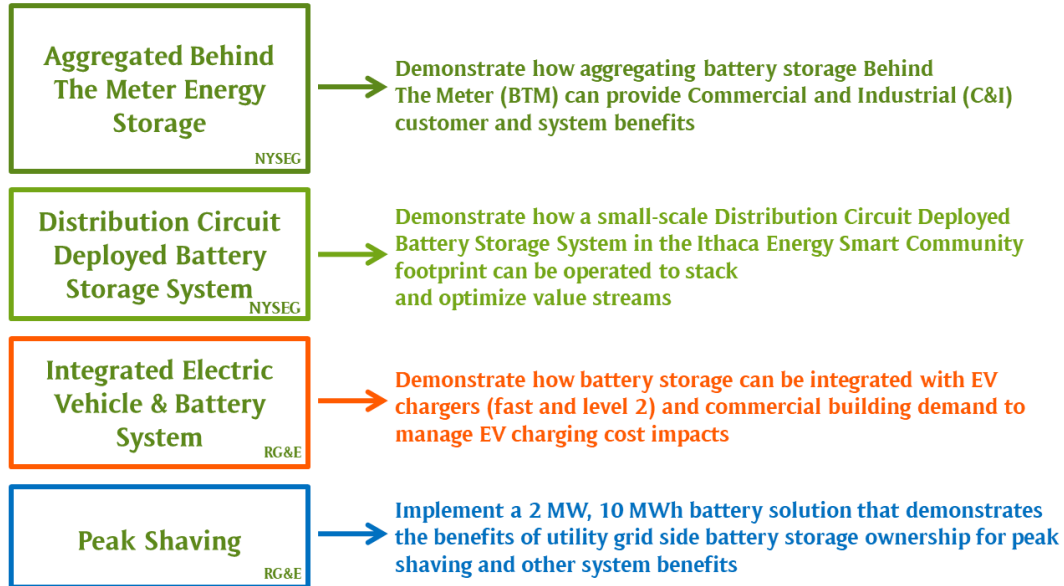 Aggregated Behind
The Meter Energy
Storage
NYSEG
Demonstrate how aggregating battery storage Behind
The Meter (BTM) can provide Commercial and Industrial (C&I)
customer and system benefits
Distribution Circuit
Deployed Battery
Storage System
NYSEG
Demonstrate how a small-scale Distribution Circuit Deployed
Battery Storage System in the Ithaca Energy Smart Community
footprint can be operated to stack
and optimize value streams
Integrated Electric
Vehicle & Battery
System
RG&E
Demonstrate how battery storage can be integrated with EV
chargers (fast and level 2) and commercial building demand to
manage EV charging cost impacts
Peak Shaving
RG&E
Implement a 2 MW, 10 MWh battery solution that demonstrates
the benefits of utility grid side battery storage ownership for peak
shaving and other system benefits